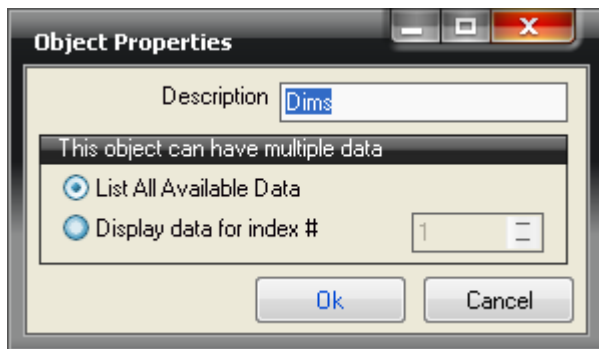 Object Properties
Description Dims
This object can have multiple data
List All Available Data
Display data for index # 1
Ok Cancel